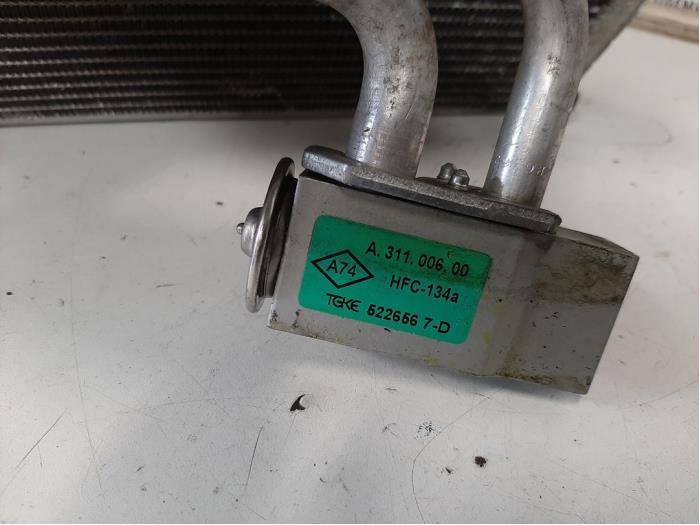 A. 311. 006. 00
A74
HFC-134a
TGKE 522656 7-D